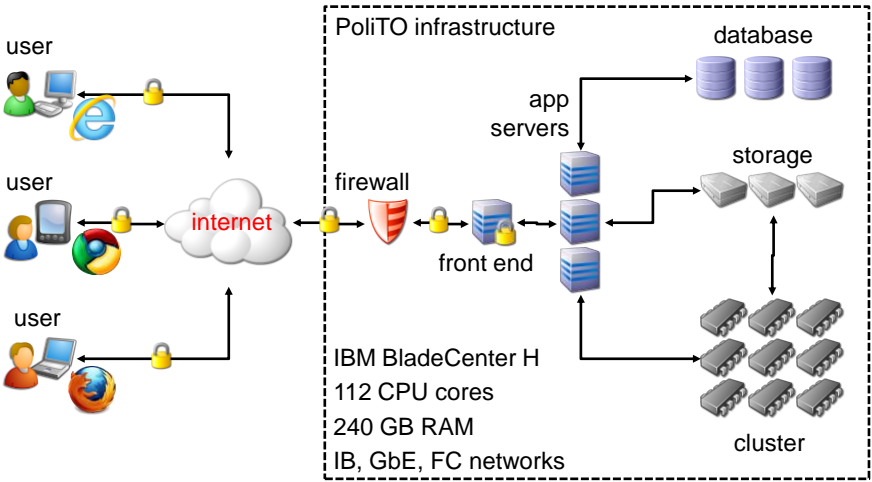 PoliTO infrastructure
user
database
app
servers
user
firewall
storage
internet
front end
user
IBM BladeCenter H
112 CPU cores
240 GB RAM
IB, GbE, FC networks
cluster